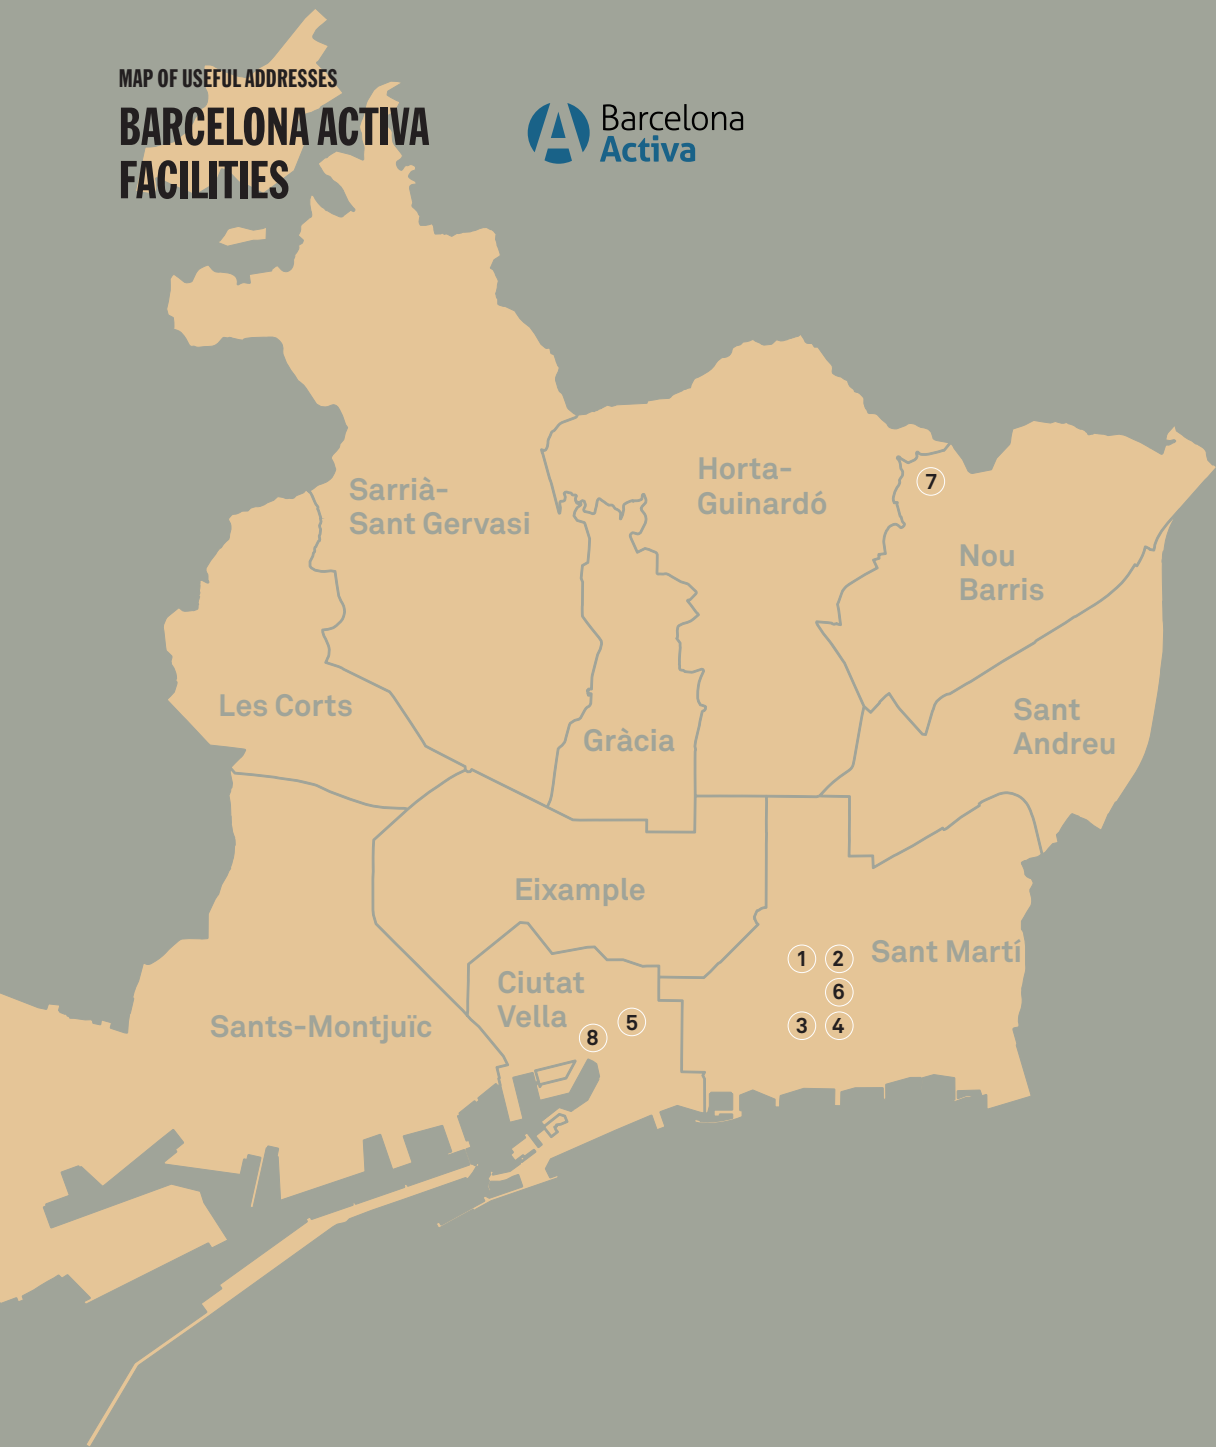 MAP OF USEFUL ADDRESSES
BARCELONA ACTIVA
FACILITIES
Barcelona
Activa
Horta-
Guinardó
7
Sarrià-
Sant Gervasi
Nou
Barris
Les Corts
Gràcia
Sant
Andreu
Eixample
Sant Martí
1 2
6
3 4
Ciutat
Vella
5
8
Sants-Montjuïc